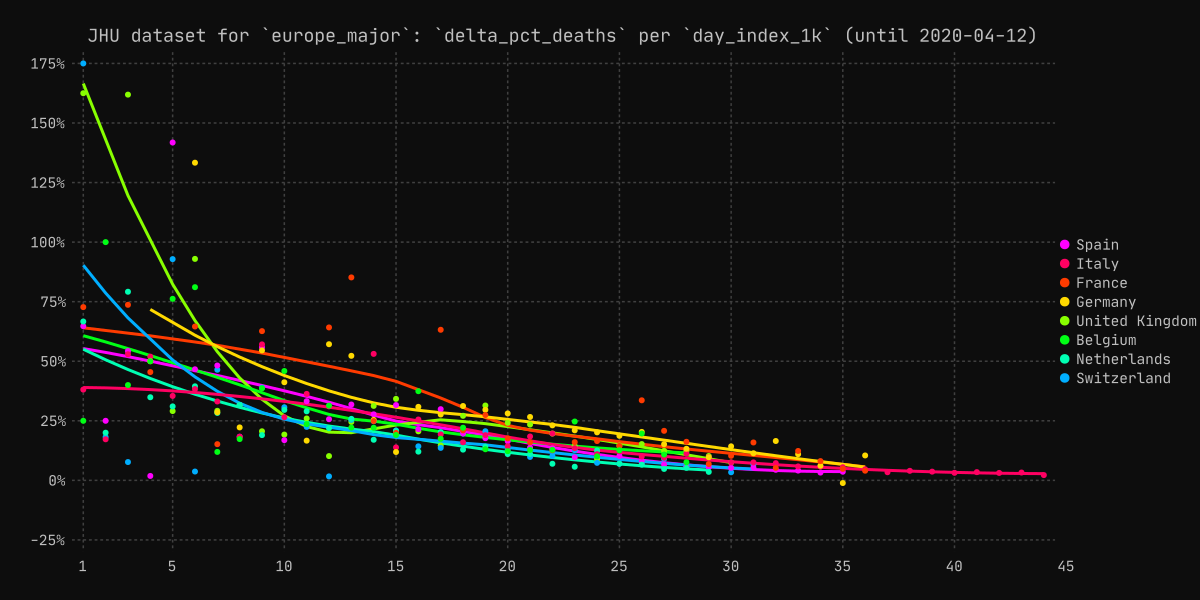 JHU dataset for `europe_major`: `delta_pct_deaths` per `day_index_1k` (until 2020-04-12)
175%
150%
125%
100%
75%
50%
25%
0%
-25%
1 5 10 15 20 25 30 35 40 45
Spain
Italy
France
Germany
United Kingdom
Belgium
Netherlands
Switzerland